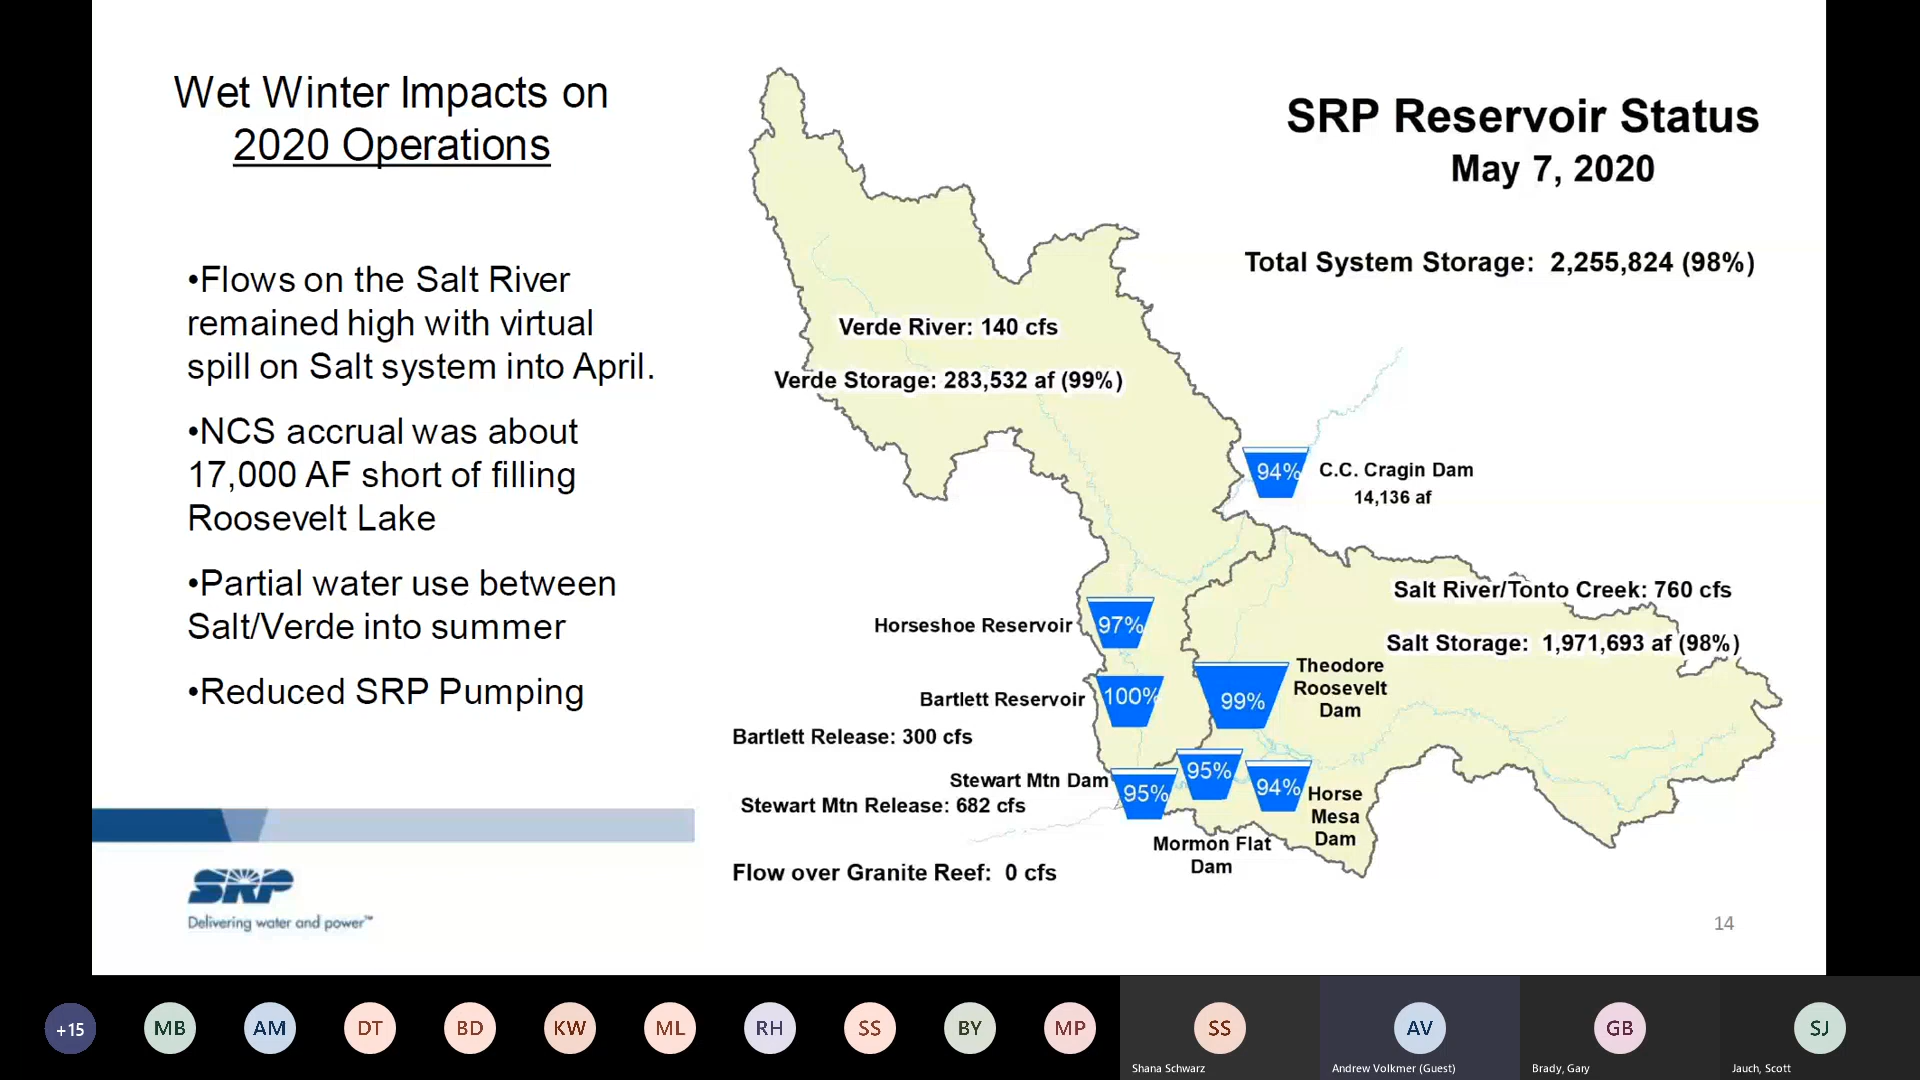 Wet Winter Impacts on
2020 Operations
•Flows on the Salt River
remained high with virtual
spill on Salt system into April.
•NCS accrual was about
17,000 AF short of filling
Roosevelt Lake
•Partial water use between
Salt/Verde into summer
•Reduced SRP Pumping
SRP
Delivering water and power™
SRP Reservoir Status
May 7, 2020
Total System Storage: 2,255,824 (98%)
Verde River: 140 cfs
Verde Storage: 283,532 af (99%)
94%
C.C. Cragin Dam
14,136 af
Salt River/Tonto Creek: 760 cfs
Salt Storage: 1,971,693 af (98%)
Horseshoe Reservoir
97%
Bartlett Reservoir
100%
Theodore
Roosevelt
Dam
99%
Bartlett Release: 300 cfs
Stewart Mtn Dam
95%
95%
94%
Stewart Mtn Release: 682 cfs
Horse
Mesa
Dam
Mormon Flat
Dam
Flow over Granite Reef: 0 cfs
14
+15
MB
AM
DT
BD
KW
ML
RH
SS
BY
MP
SS
Shana Schwarz
AV
Andrew Volkmer (Guest)
GB
Brady, Gary
SJ
Jauch, Scott